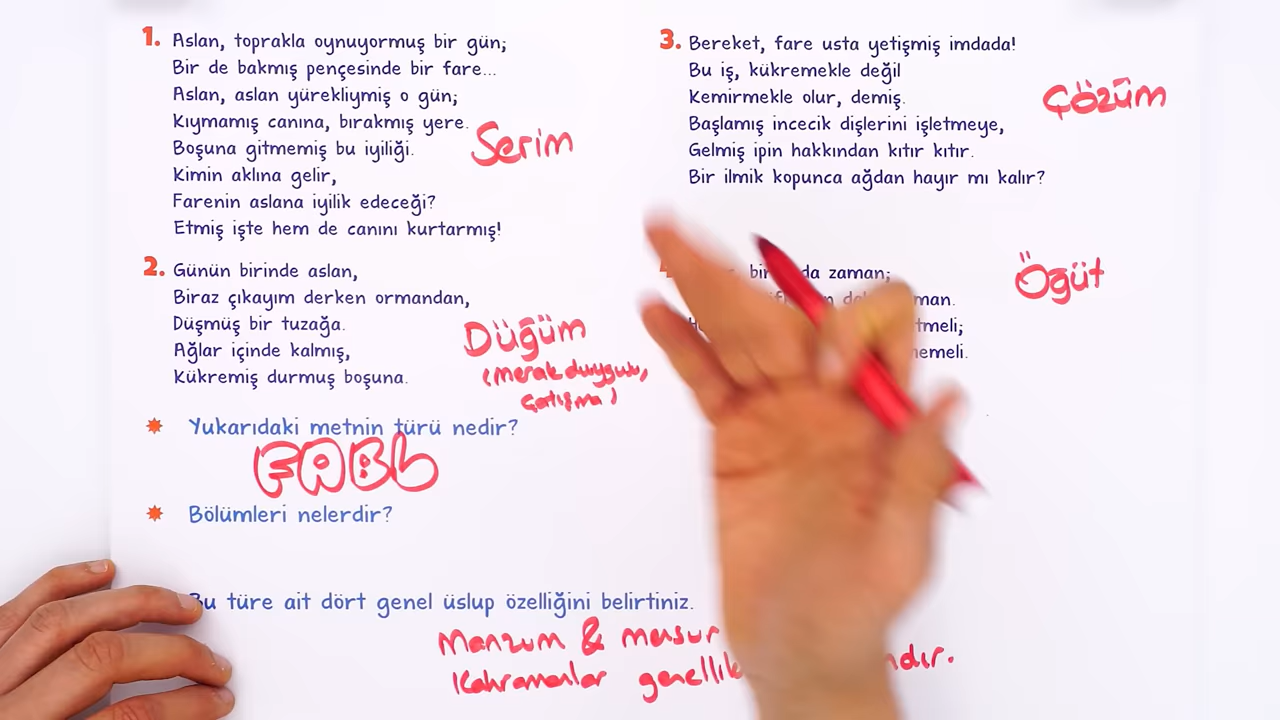 1. Aslan, toprakla oynuyormuş bir gün;
Bir de bakmış pençesinde bir fare...
Aslan, aslan yürekliymiş o gün;
Kıymamış canına, bırakmış yere.
Boşuna gitmemiş bu iyiliği.
Kimin aklına gelir,
Farenin aslana iyilik edeceği?
Etmiş işte hem de canını kurtarmış!
Serim
2. Günün birinde aslan,
Biraz çıkayım derken ormandan,
Düşmüş bir tuzağa.
Ağlar içinde kalmış,
Kükremiş durmuş boşuna.
Düğüm
(merak duygulu,
çatışma)
3. Bereket, fare usta yetişmiş imdada!
Bu iş, kükremekle değil
Kemirmekle olur, demiş.
Başlamış incecik dişlerini işletmeye,
Gelmiş ipin hakkından kıtır kıtır.
Bir ilmik kopunca ağdan hayır mı kalır?
Çözüm
zaman;
Öğüt
Yukarıdaki metnin türü nedir?
FABL
Bölümleri nelerdir?
Bu türe ait dört genel üslup özelliğini belirtiniz.
Manzum & mensur
Kahramanlar